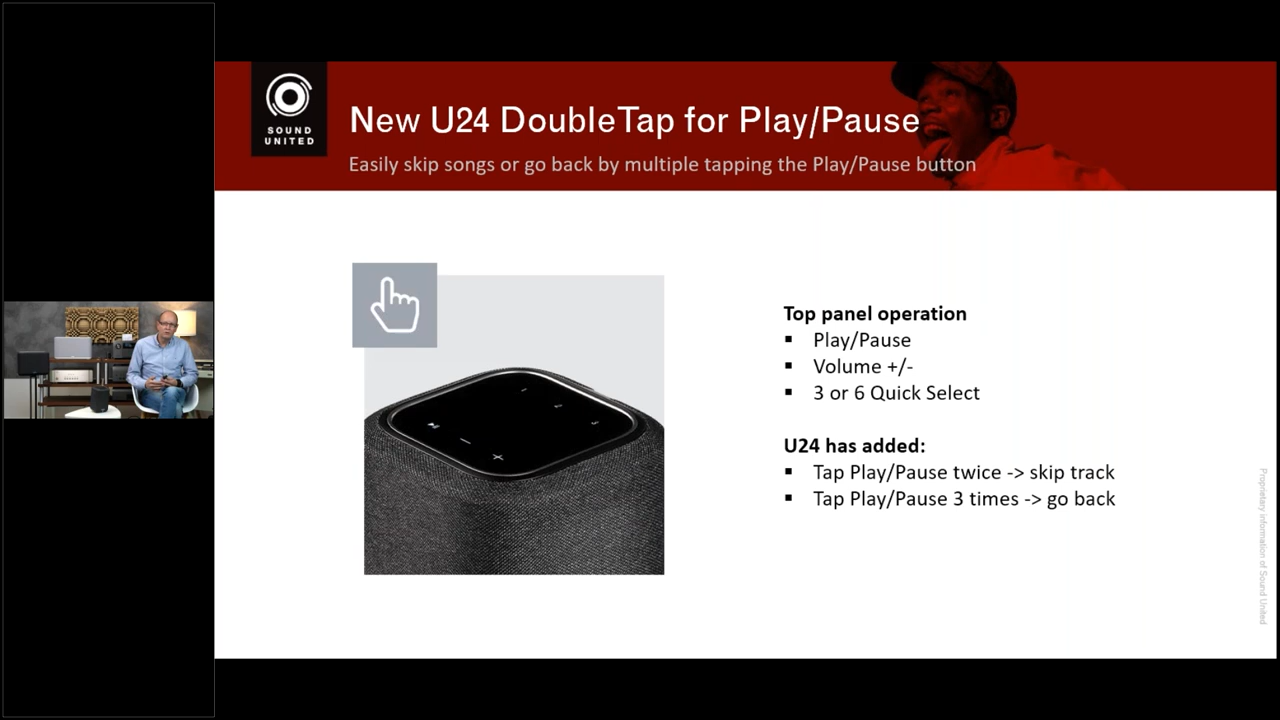 SOUND
UNITED
New U24 DoubleTap for Play/Pause
Easily skip songs or go back by multiple tapping the Play/Pause button
Top panel operation
▪ Play/Pause
▪ Volume +/-
▪ 3 or 6 Quick Select
U24 has added:
▪ Tap Play/Pause twice -> skip track
▪ Tap Play/Pause 3 times -> go back
Proprietary information of Sound United